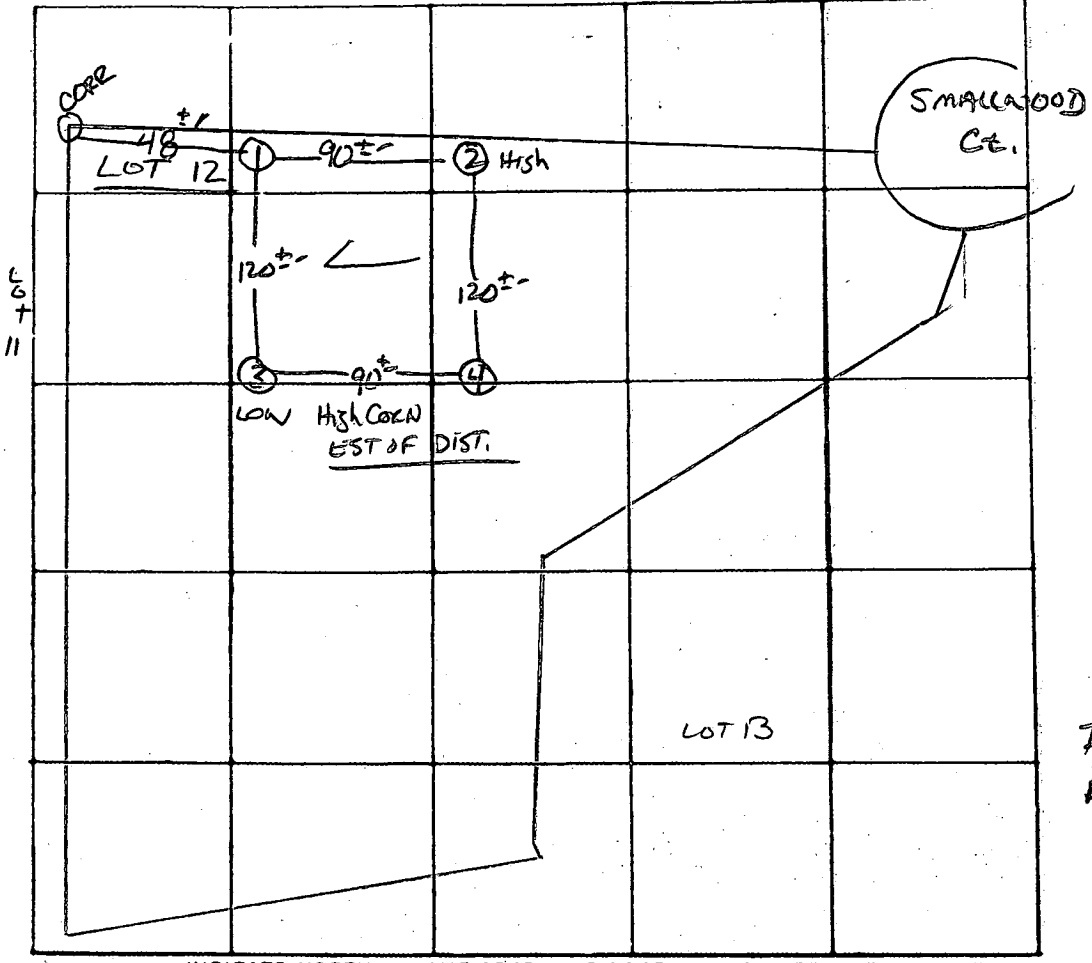 CORR
SMALLWOOD
Ct.
48 ±'
1
90 ±-
2 High
LOT 12
120 ±-
120 ±-
LOT
11
3
90 ±
4
LOW High CORN
EST OF DIST.
LOT 13